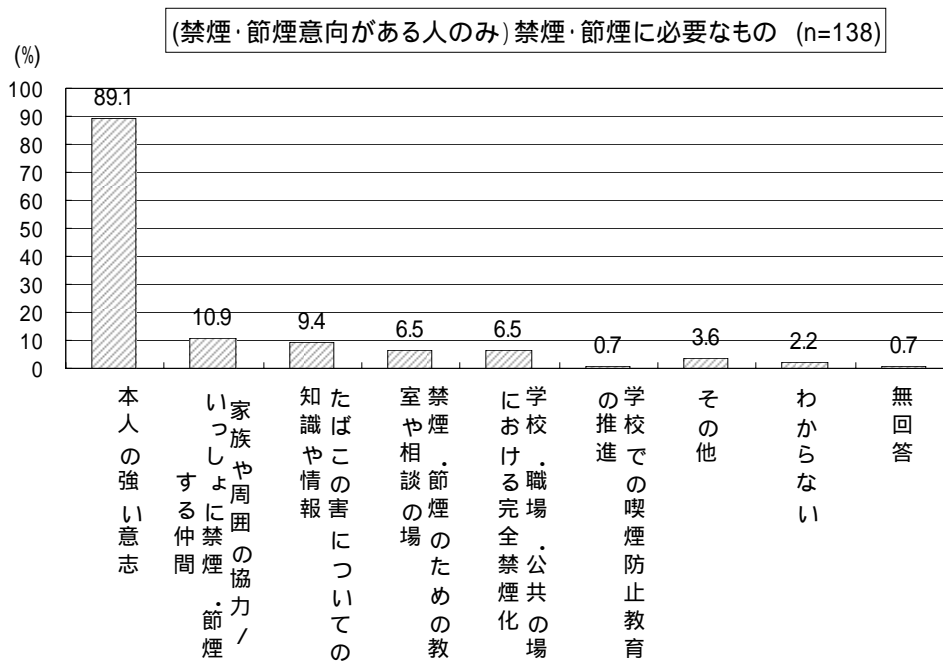 (禁煙・節煙意向がある人のみ)禁煙・節煙に必要なもの (n=138)
(%)
100
90
80
70
60
50
40
30
20
10
0
89.1
10.9
9.4
6.5
6.5
0.7
3.6
2.2
0.7
本人の強い意志
家族や周囲の協力/
いっしょに禁煙・節煙
する仲間
たばこの害についての
知識や情報
禁煙・節煙のための教
室や相談の場
学校・職場・公共の場
における完全禁煙化
学校での喫煙防止教育
の推進
その他
わからない
無回答